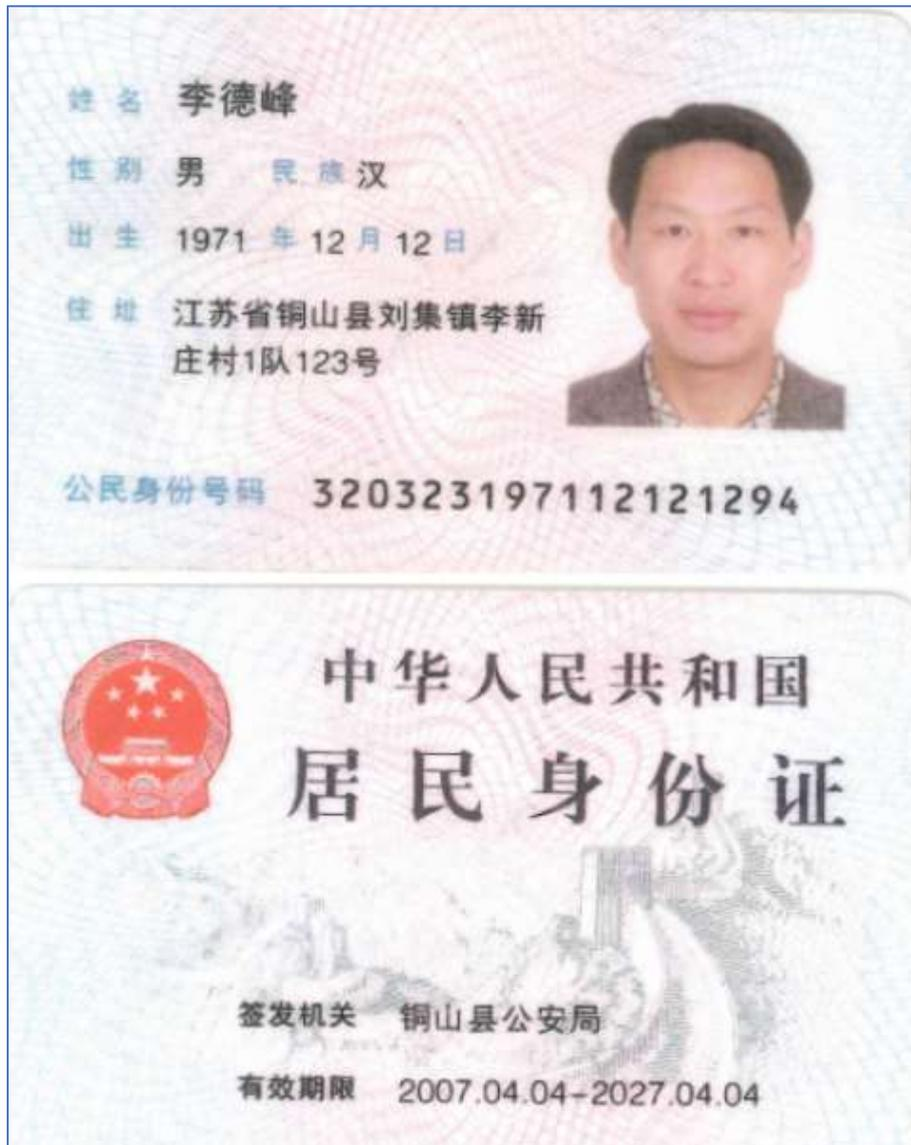 姓名 李德峰
性别 男 民族 汉
出生 1971 年 12 月 12 日
住址 江苏省铜山县刘集镇李新
庄村1队123号
公民身份号码 320323197112121294
中华人民共和国
居民身份证
签发机关 铜山县公安局
有效期限 2007.04.04-2027.04.04